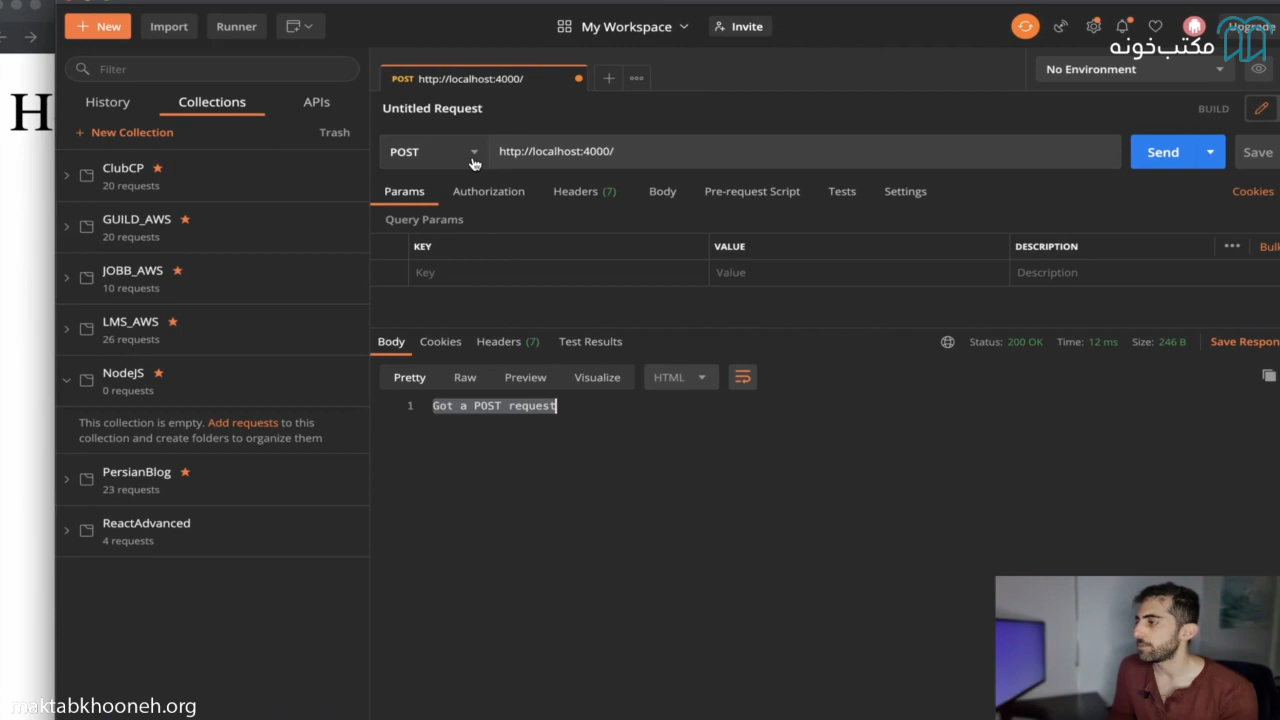 New
Import
Runner
My Workspace
Invite
Upgrade
مکتب‌خونه
Filter
POST http://localhost:4000/
No Environment
History
Collections
APIs
Untitled Request
BUILD
+ New Collection
Trash
POST
http://localhost:4000/
Send
Save
ClubCP
20 requests
Params
Authorization
Headers (7)
Body
Pre-request Script
Tests
Settings
Cookies
GUILD_AWS
20 requests
Query Params
KEY
VALUE
DESCRIPTION
Bulk
Key
Value
Description
JOBB_AWS
10 requests
LMS_AWS
26 requests
Body
Cookies
Headers (7)
Test Results
Status: 200 OK
Time: 12 ms
Size: 246 B
Save Respon
NodeJS
0 requests
Pretty
Raw
Preview
Visualize
HTML
1 Got a POST request
This collection is empty. Add requests to this
collection and create folders to organize them
PersianBlog
23 requests
ReactAdvanced
4 requests
H
maktabkhooneh.org